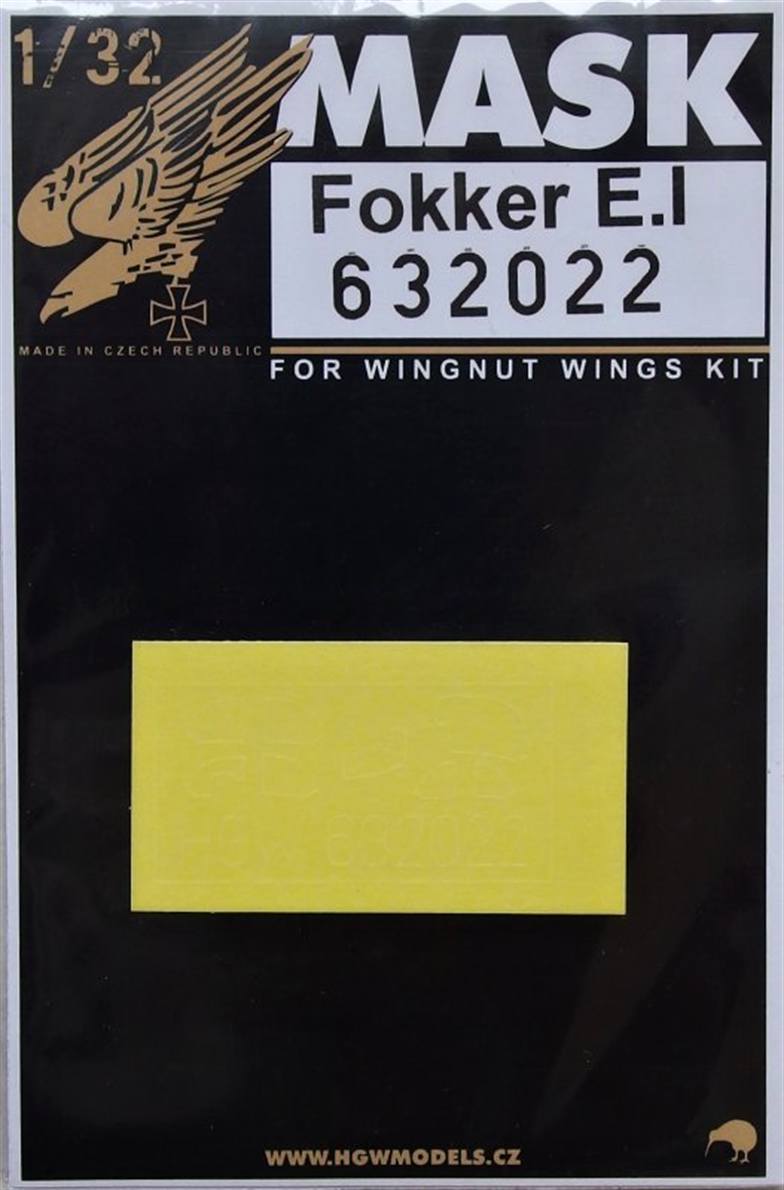 1/32
MASK
Fokker E.I
632022
MADE IN CZECH REPUBLIC
FOR WINGNUT WINGS KIT
HGW 632022
WWW.HGWMODELS.CZ